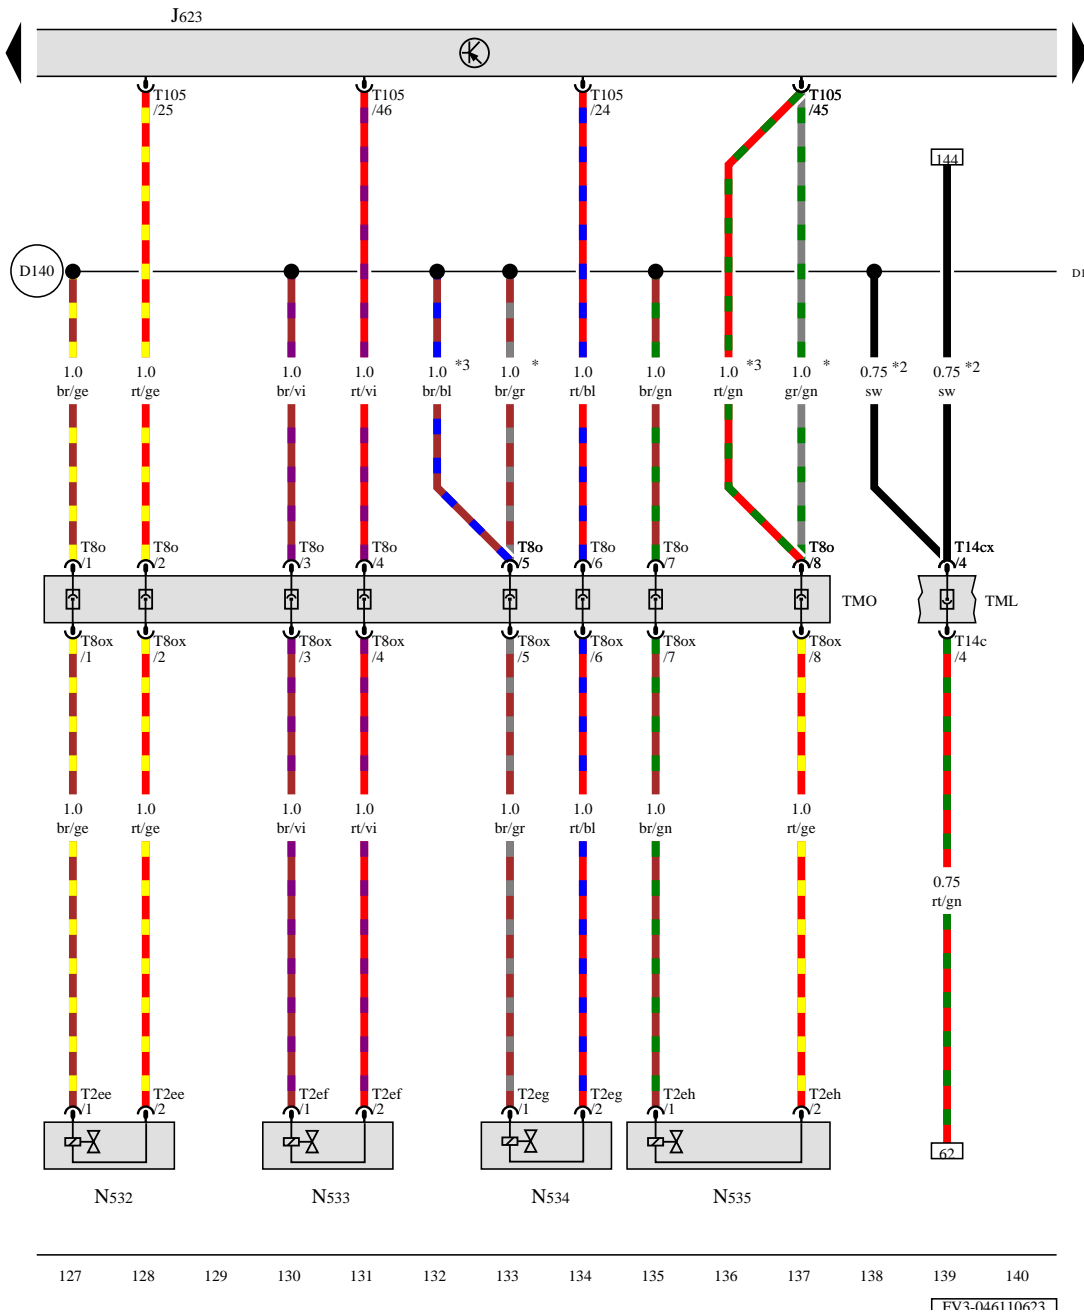 J623
T105
/25
T105
/46
T105
/24
T105
/45
144
D140
1.0
br/ge
1.0
rt/ge
1.0
br/vi
1.0
rt/vi
1.0 *3
br/bl
1.0 *
br/gr
1.0
rt/bl
1.0
br/gn
1.0 *3
rt/gn
1.0 *
gr/gn
0.75 *2
sw
0.75 *2
sw
T8o
/1
T8o
/2
T8o
/3
T8o
/4
T8o
/5
T8o
/6
T8o
/7
T8o
/8
T14cx
/4
TMO
TML
T8ox
/1
T8ox
/2
T8ox
/3
T8ox
/4
T8ox
/5
T8ox
/6
T8ox
/7
T8ox
/8
T14c
/4
1.0
br/ge
1.0
rt/ge
1.0
br/vi
1.0
rt/vi
1.0
br/gr
1.0
rt/bl
1.0
br/gn
1.0
rt/ge
0.75
rt/gn
T2ee
/1
T2ee
/2
T2ef
/1
T2ef
/2
T2eg
/1
T2eg
/2
T2eh
/1
T2eh
/2
62
N532
N533
N534
N535
127 128 129 130 131 132 133 134 135 136 137 138 139 140
EV3-046110623